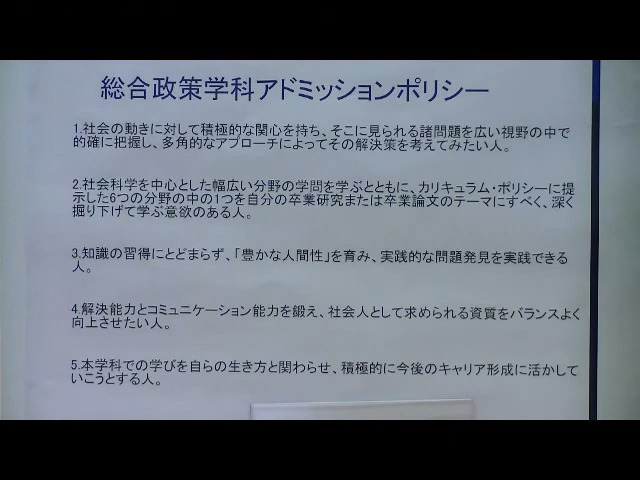 総合政策学科アドミッションポリシー
1.社会の動きに対して積極的な関心を持ち、そこに見られる諸問題を広い視野の中で
的確に把握し、多角的なアプローチによってその解決策を考えてみたい人。
2.社会科学を中心とした幅広い分野の学問を学ぶとともに、カリキュラム・ポリシーに提
示した6つの分野の中の1つを自分の卒業研究または卒業論文のテーマにすべく、深く
掘り下げて学ぶ意欲のある人。
3.知識の習得にとどまらず、「豊かな人間性」を育み、実践的な問題発見を実践できる
人。
4.解決能力とコミュニケーション能力を鍛え、社会人として求められる資質をバランスよく
向上させたい人。
5.本学科での学びを自らの生き方と関わらせ、積極的に今後のキャリア形成に活かして
いこうとする人。